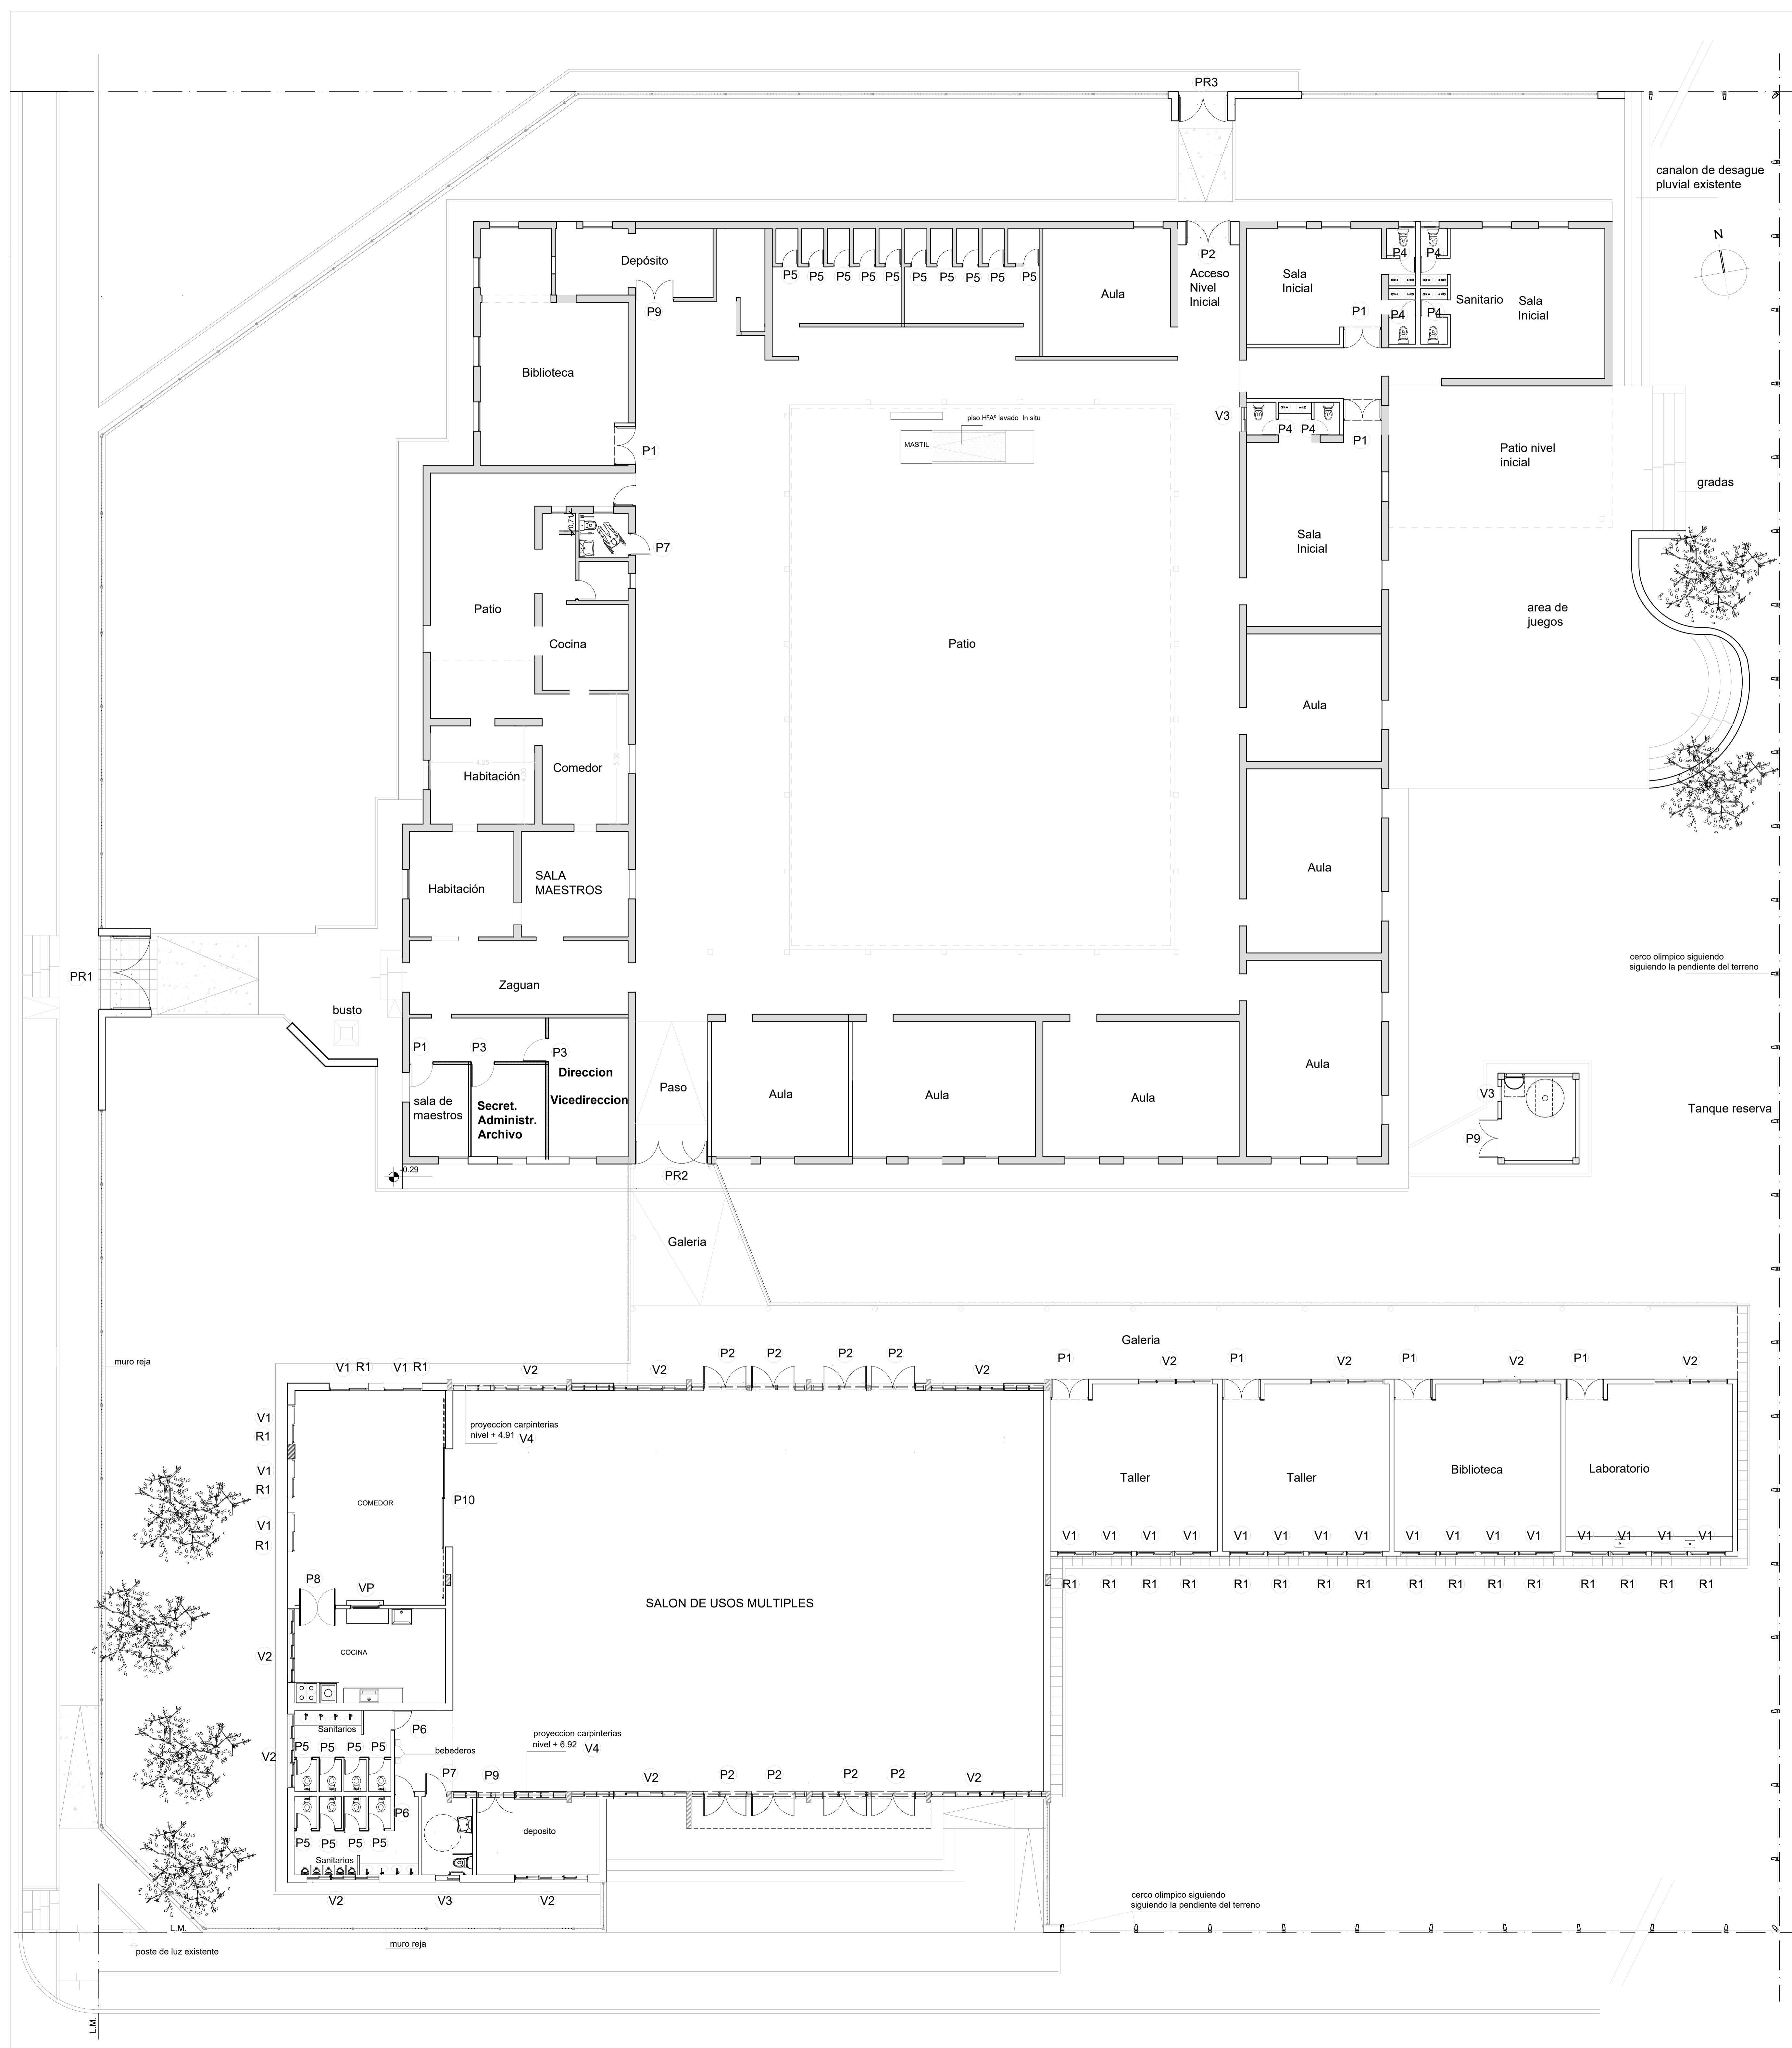 PR3
canalon de desague
pluvial existente
N
P4 P4
P2
Acceso
Nivel
Inicial
Depósito
P5 P5 P5 P5 P5 P5 P5 P5 P5 P5
Sala
Inicial
Aula
Sanitario
Sala
Inicial
P9
P1
P4 P4
Biblioteca
V3
piso HºAº lavado In situ
MASTIL
P4 P4
P1
P1
Patio nivel
inicial
gradas
0.71
P7
Sala
Inicial
Patio
area de
juegos
Cocina
Patio
Aula
4.25
Habitación
Comedor
Aula
Habitación
SALA
MAESTROS
cerco olimpico siguiendo
siguiendo la pendiente del terreno
PR1
Zaguan
busto
P1
P3
P3
Direccion
Vicedireccion
Paso
Aula
Aula
Aula
Aula
sala de
maestros
Secret.
Administr.
Archivo
V3
Tanque reserva
P9
-0.29
PR2
Galeria
Galeria
muro reja
V1 R1 V1 R1
V2
V2
P2 P2 P2 P2
V2
P1 V2 P1 V2 P1 V2 P1 V2
V1
R1
proyeccion carpinterias
nivel + 4.91 V4
V1
R1
Taller
Taller
Biblioteca
Laboratorio
COMEDOR
P10
V1
R1
V1 V1 V1 V1 V1 V1 V1 V1 V1 V1 V1 V1 V1 V1 V1 V1
P8
VP
R1 R1 R1 R1 R1 R1 R1 R1 R1 R1 R1 R1 R1 R1 R1 R1
SALON DE USOS MULTIPLES
COCINA
V2
Sanitarios
P6
proyeccion carpinterias
nivel + 6.92 V4
P5 P5 P5 P5
V2
bebederos
P7
P9
V2
P2 P2 P2 P2
V2
P6
deposito
P5 P5 P5 P5
Sanitarios
V2
V3
V2
cerco olimpico siguiendo
siguiendo la pendiente del terreno
L.M.
poste de luz existente
muro reja
L.M.